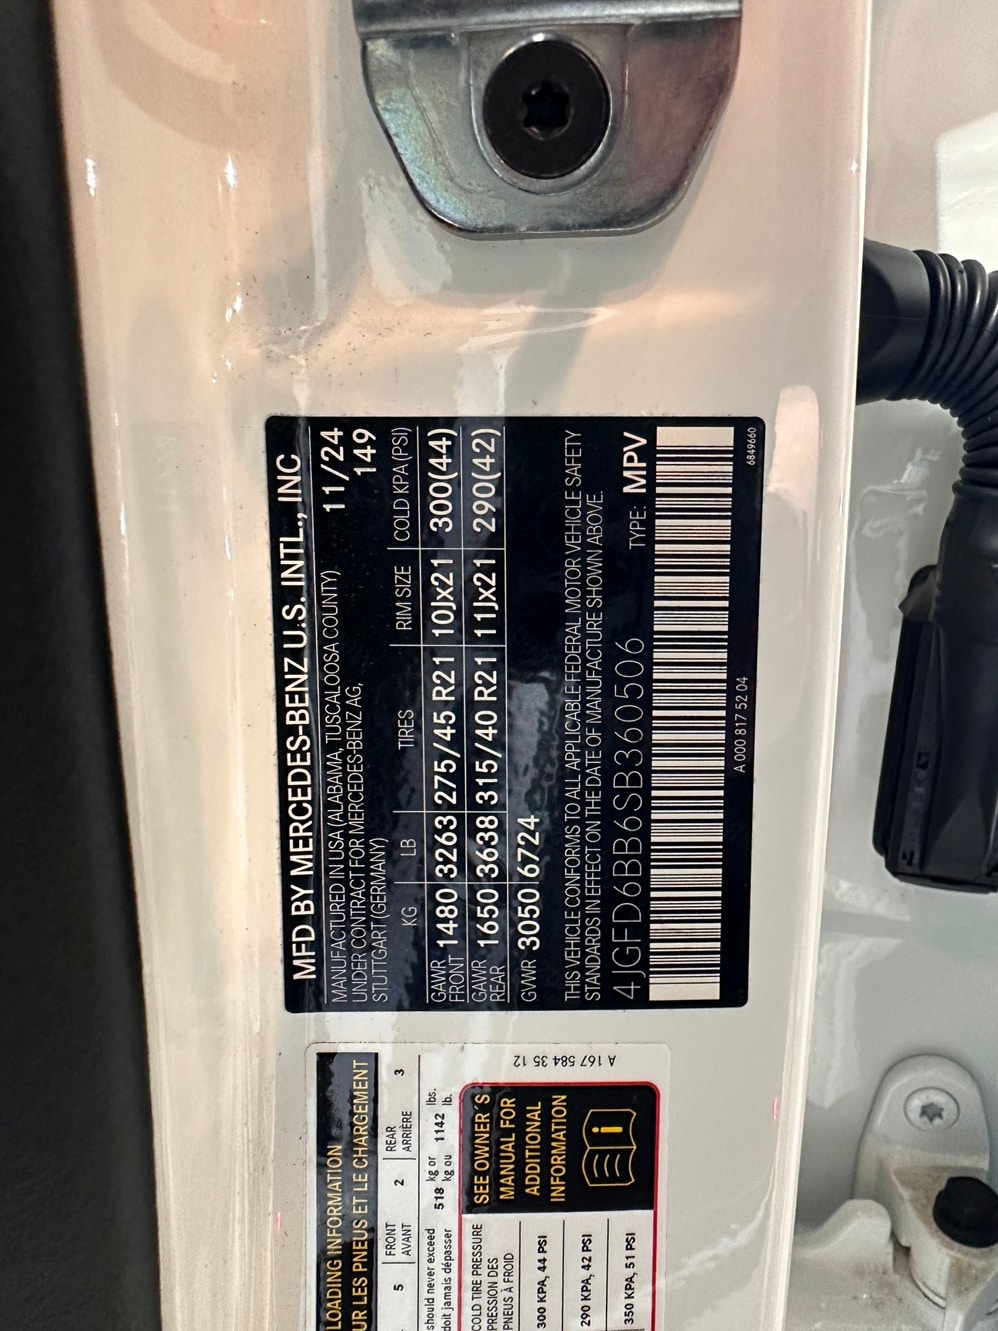 MFD BY MERCEDES-BENZ U.S. INTL., INC
MANUFACTURED IN USA (ALABAMA, TUSCALOOSA COUNTY) 11/24
UNDER CONTRACT FOR MERCEDES-BENZ AG, 149
STUTTGART (GERMANY)
KG LB TIRES RIM SIZE COLD KPA (PSI)
GAWR FRONT 1480 3263 275/45 R21 10Jx21 300(44)
GAWR REAR 1650 3638 315/40 R21 11Jx21 290(42)
GVWR 3050 6724
THIS VEHICLE CONFORMS TO ALL APPLICABLE FEDERAL MOTOR VEHICLE SAFETY
STANDARDS IN EFFECT ON THE DATE OF MANUFACTURE SHOWN ABOVE.
4JGFD6BB6SB360506 TYPE: MPV
A 000 817 52 04 6849660
LOADING INFORMATION
UR LES PNEUS ET LE CHARGEMENT
5 FRONT AVANT 2 REAR ARRIÈRE 3
should never exceed 518 kg or 1142 lbs.
doit jamais dépasser kg ou lb.
COLD TIRE PRESSURE
PRESSION DES
PNEUS À FROID
300 KPA, 44 PSI
290 KPA, 42 PSI
350 KPA, 51 PSI
SEE OWNER'S
MANUAL FOR
ADDITIONAL
INFORMATION
i
A 167 584 35 12